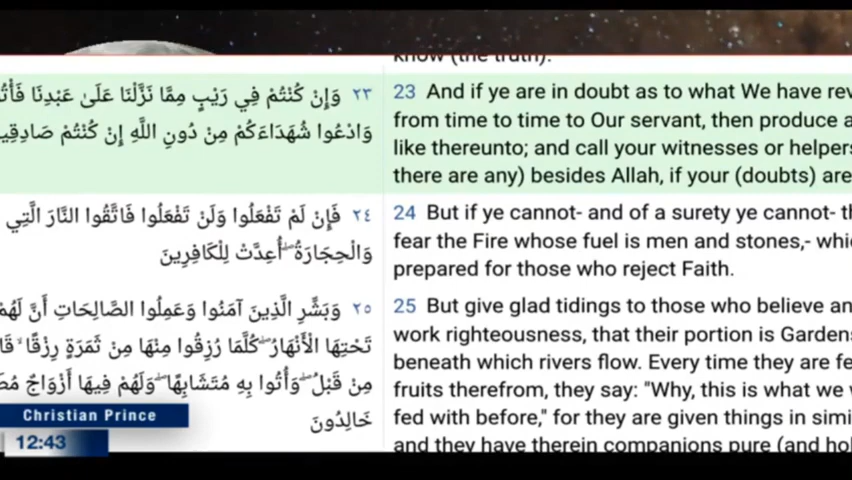 know (the truth).
٢٣ وَإِنْ كُنْتُمْ فِي رَيْبٍ مِمَّا نَزَّلْنَا عَلَىٰ عَبْدِنَا
وَادْعُوا شُهَدَاءَكُمْ مِنْ دُونِ اللَّهِ إِنْ كُنْتُمْ
٢٤ فَإِنْ لَمْ تَفْعَلُوا وَلَنْ تَفْعَلُوا فَاتَّقُوا النَّارَ الَّتِي
وَالْحِجَارَةُ ۖ أُعِدَّتْ لِلْكَافِرِينَ
٢٥ وَبَشِّرِ الَّذِينَ آمَنُوا وَعَمِلُوا الصَّالِحَاتِ أَنَّ لَهُمْ
تَحْتِهَا الْأَنْهَارُ ۖ كُلَّمَا رُزِقُوا مِنْهَا مِنْ ثَمَرَةٍ رِزْقًا ۙ
مِنْ قَبْلُ ۖ وَأُتُوا بِهِ مُتَشَابِهًا ۖ وَلَهُمْ فِيهَا أَزْوَاجٌ
خَالِدُونَ
23 And if ye are in doubt as to what We have rev
from time to time to Our servant, then produce a
like thereunto; and call your witnesses or helpers
there are any) besides Allah, if your (doubts) are
24 But if ye cannot- and of a surety ye cannot- th
fear the Fire whose fuel is men and stones,- whic
prepared for those who reject Faith.
25 But give glad tidings to those who believe an
work righteousness, that their portion is Gardens
beneath which rivers flow. Every time they are fe
fruits therefrom, they say: "Why, this is what we w
fed with before," for they are given things in simi
and they have therein companions pure (and hol
Christian Prince
12:43